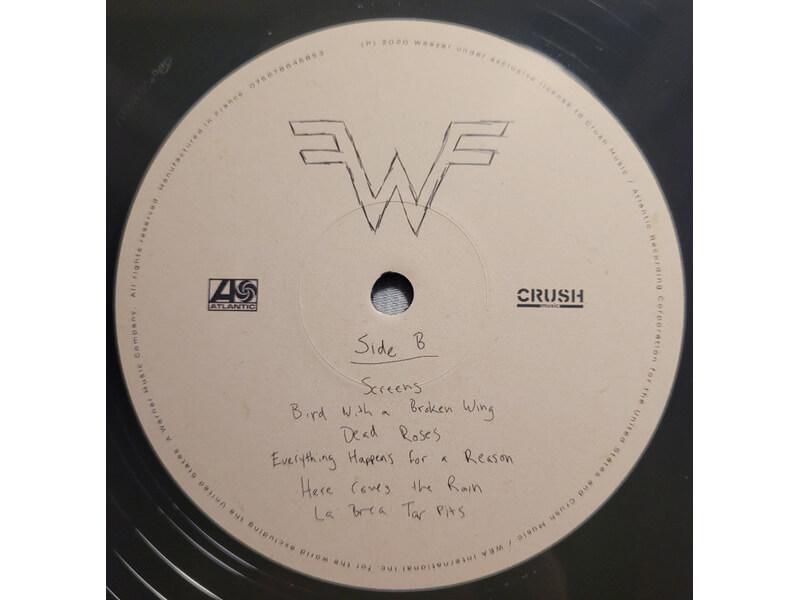 (P) 2020 Weezer under exclusive license to Crush Music / Atlantic Recording Corporation for the United States and Crush Music / WEA International Inc. for the world excluding the United States. A Warner Music Company. All rights reserved. Manufactured in France. 075678646853
W
ATLANTIC
CRUSH
Side B
Screens
Bird With a Broken Wing
Dead Roses
Everything Happens for a Reason
Here Comes the Rain
La Brea Tar Pits